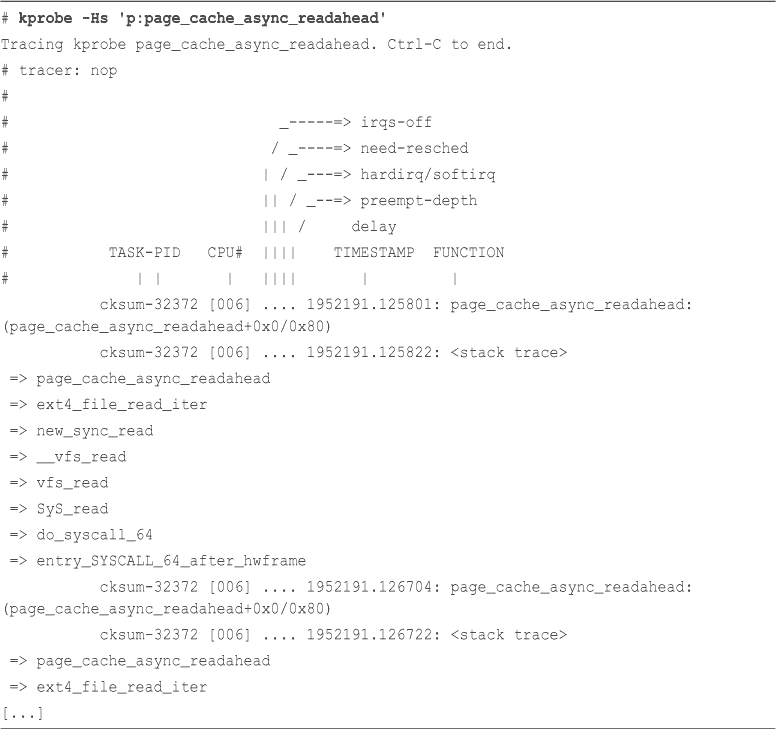 # kprobe -Hs 'p:page_cache_async_readahead'
Tracing kprobe page_cache_async_readahead. Ctrl-C to end.
# tracer: nop
#
#                              _-----=> irqs-off
#                             / _----=> need-resched
#                            | / _---=> hardirq/softirq
#                            || / _--=> preempt-depth
#                            ||| /     delay
#           TASK-PID   CPU#  ||||    TIMESTAMP  FUNCTION
#              | |       |   ||||       |         |
           cksum-32372 [006] .... 1952191.125801: page_cache_async_readahead:
(page_cache_async_readahead+0x0/0x80)
           cksum-32372 [006] .... 1952191.125822: <stack trace>
 => page_cache_async_readahead
 => ext4_file_read_iter
 => new_sync_read
 => __vfs_read
 => vfs_read
 => SyS_read
 => do_syscall_64
 => entry_SYSCALL_64_after_hwframe
           cksum-32372 [006] .... 1952191.126704: page_cache_async_readahead:
(page_cache_async_readahead+0x0/0x80)
           cksum-32372 [006] .... 1952191.126722: <stack trace>
 => page_cache_async_readahead
 => ext4_file_read_iter
[...]